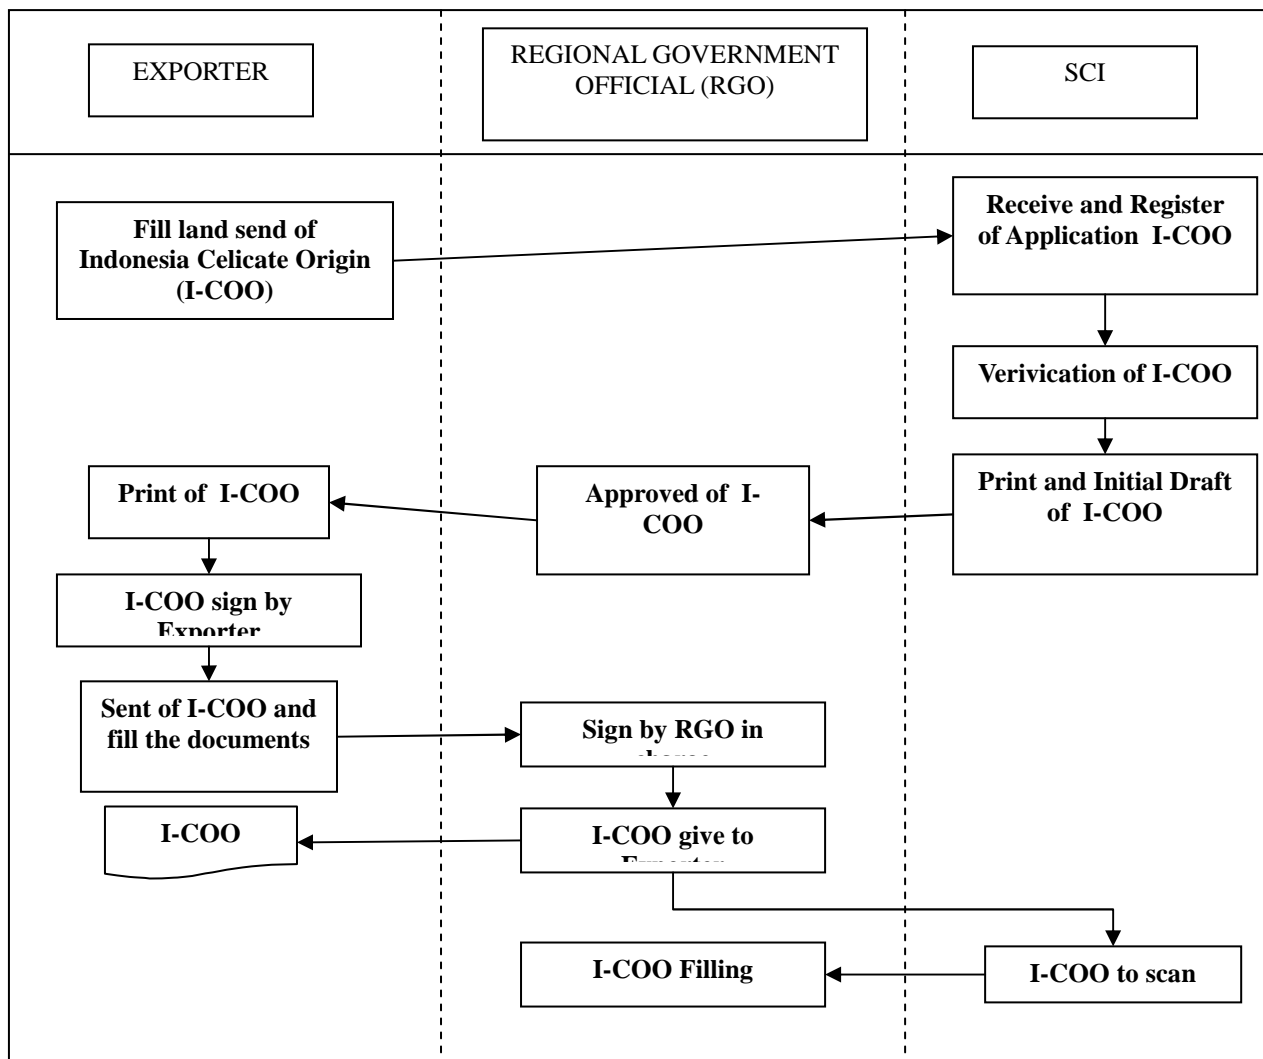 EXPORTER
REGIONAL GOVERNMENT
OFFICIAL (RGO)
SCI
Fill land send of
Indonesia Celicate Origin
(I-COO)
Receive and Register
of Application I-COO
Verivication of I-COO
Print and Initial Draft
of I-COO
Approved of I-
COO
Print of I-COO
I-COO sign by
Exporter
Sent of I-COO and
fill the documents
Sign by RGO in
I-COO give to
Exporter
I-COO
I-COO to scan
I-COO Filling